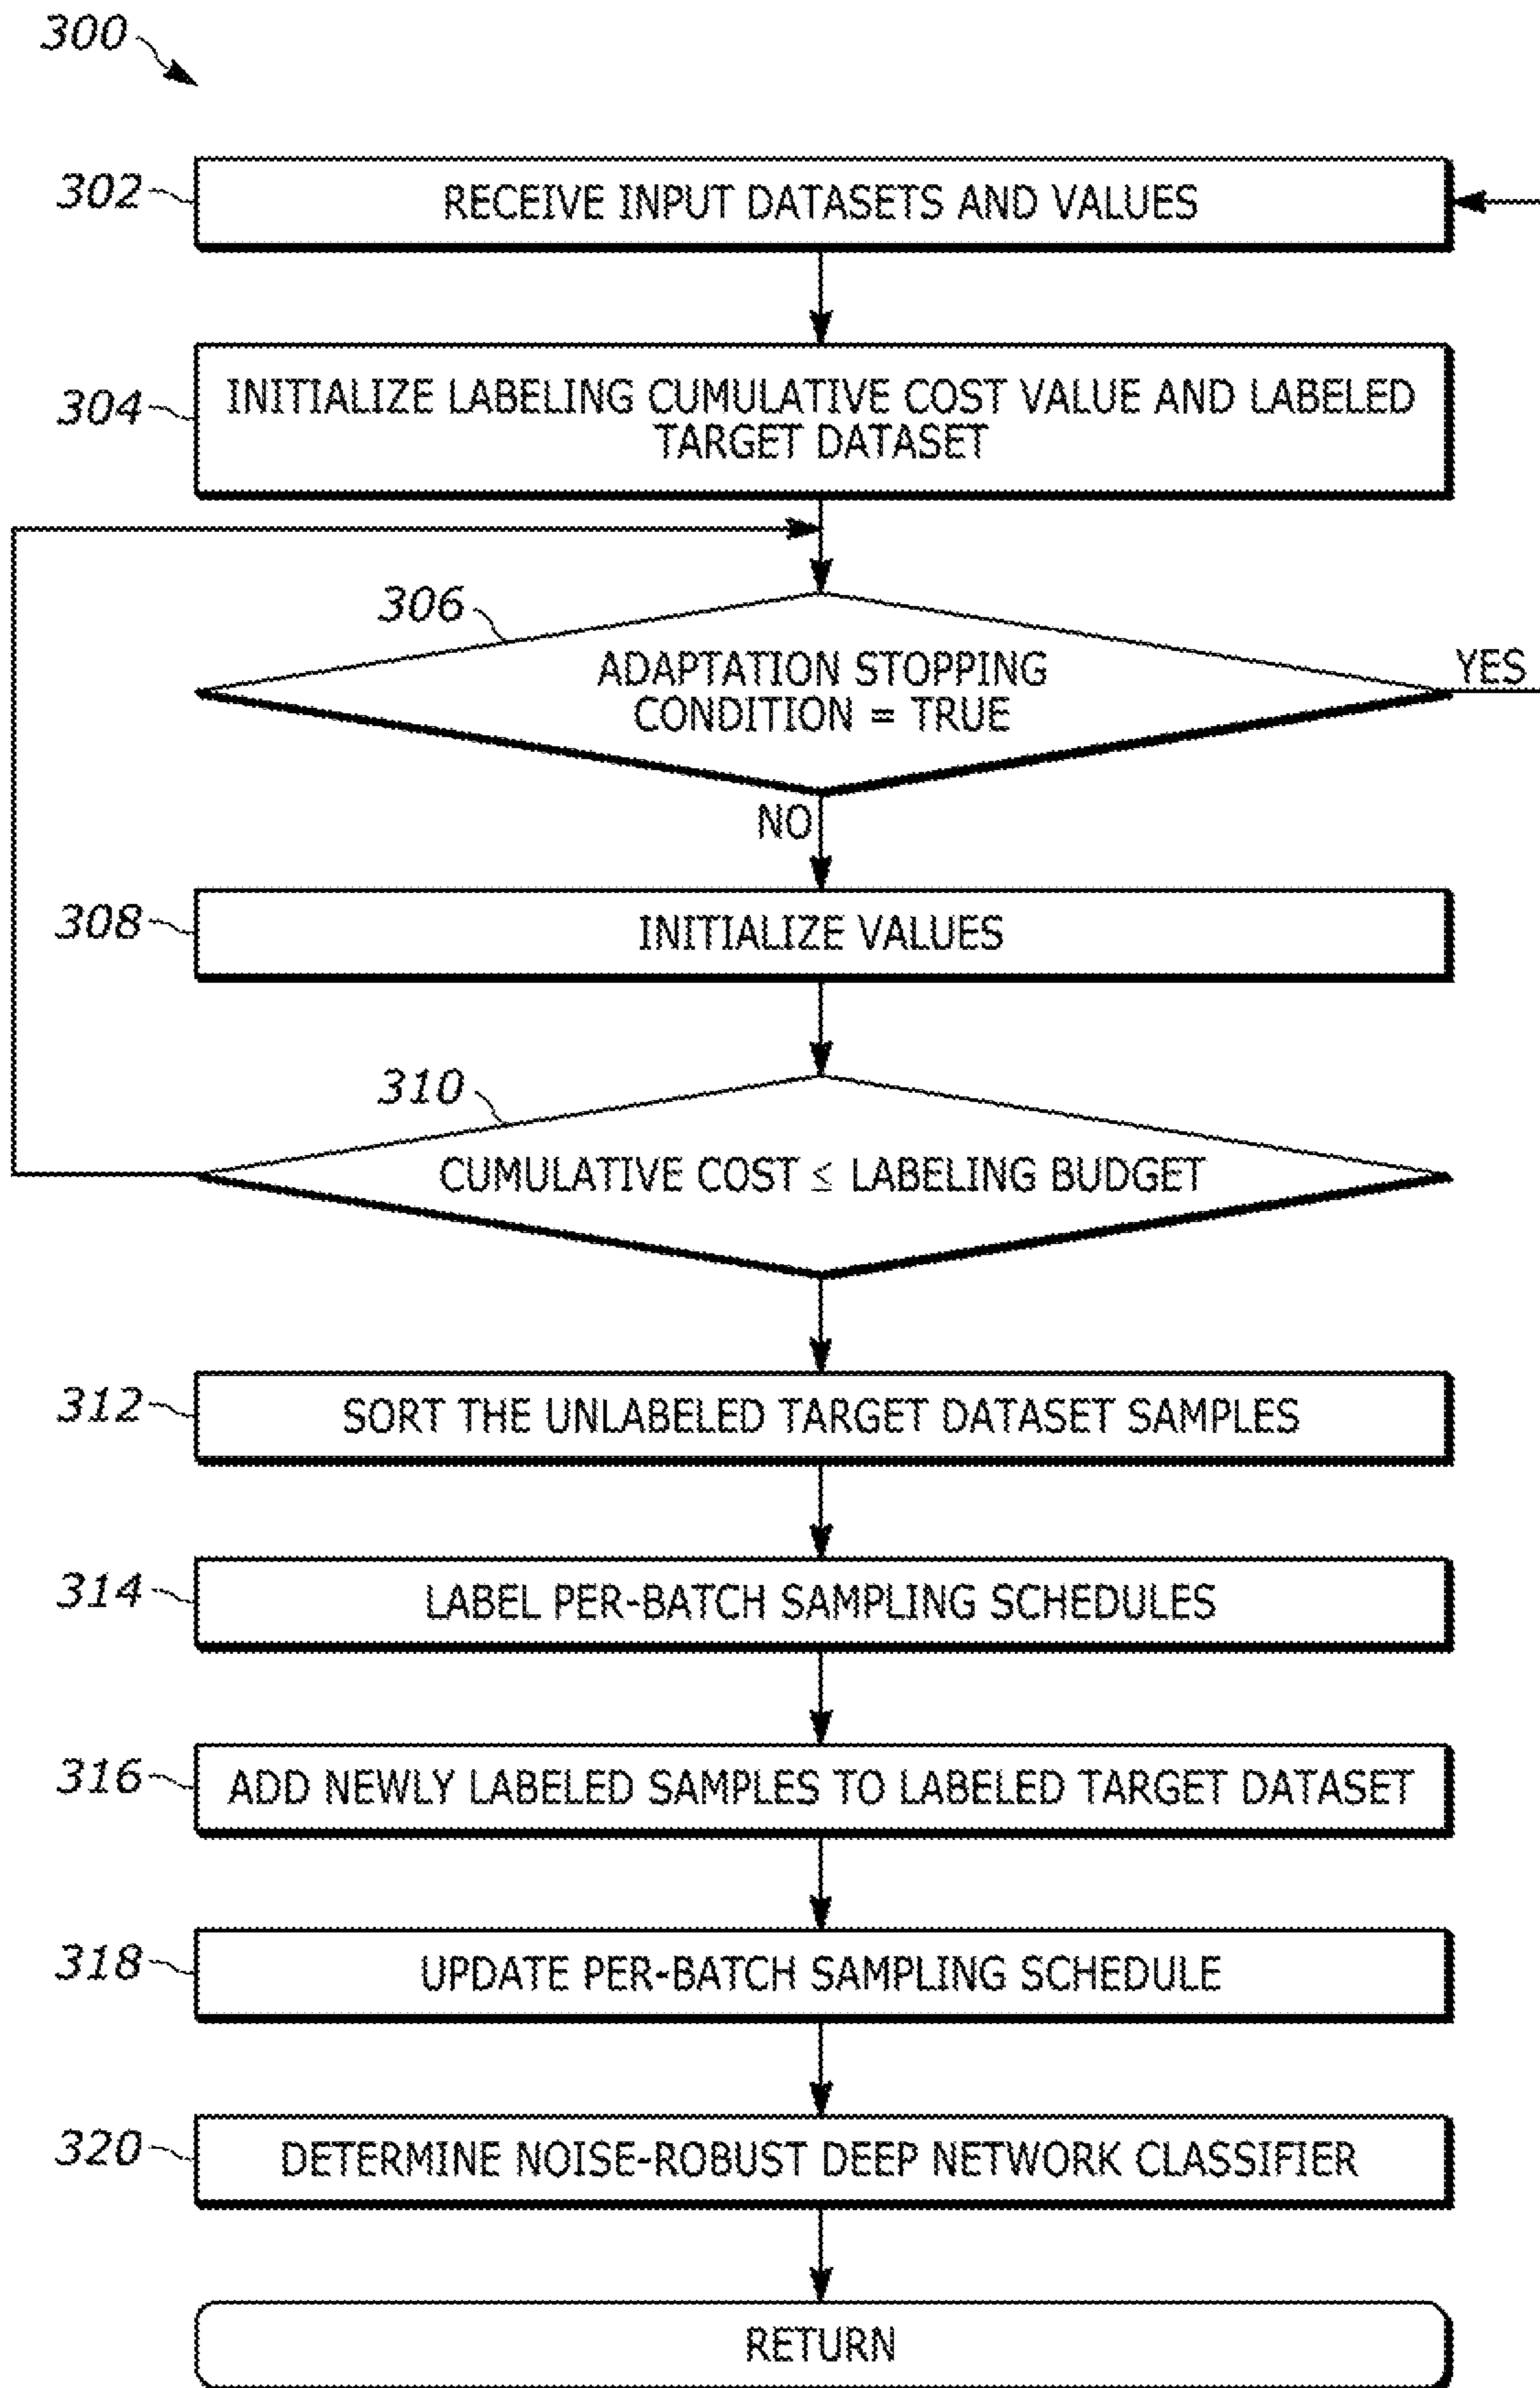 300
302
RECEIVE INPUT DATASETS AND VALUES
304
INITIALIZE LABELING CUMULATIVE COST VALUE AND LABELED
TARGET DATASET
306
ADAPTATION STOPPING
CONDITION = TRUE
YES
NO
308
INITIALIZE VALUES
310
CUMULATIVE COST ≤ LABELING BUDGET
312
SORT THE UNLABELED TARGET DATASET SAMPLES
314
LABEL PER-BATCH SAMPLING SCHEDULES
316
ADD NEWLY LABELED SAMPLES TO LABELED TARGET DATASET
318
UPDATE PER-BATCH SAMPLING SCHEDULE
320
DETERMINE NOISE-ROBUST DEEP NETWORK CLASSIFIER
RETURN